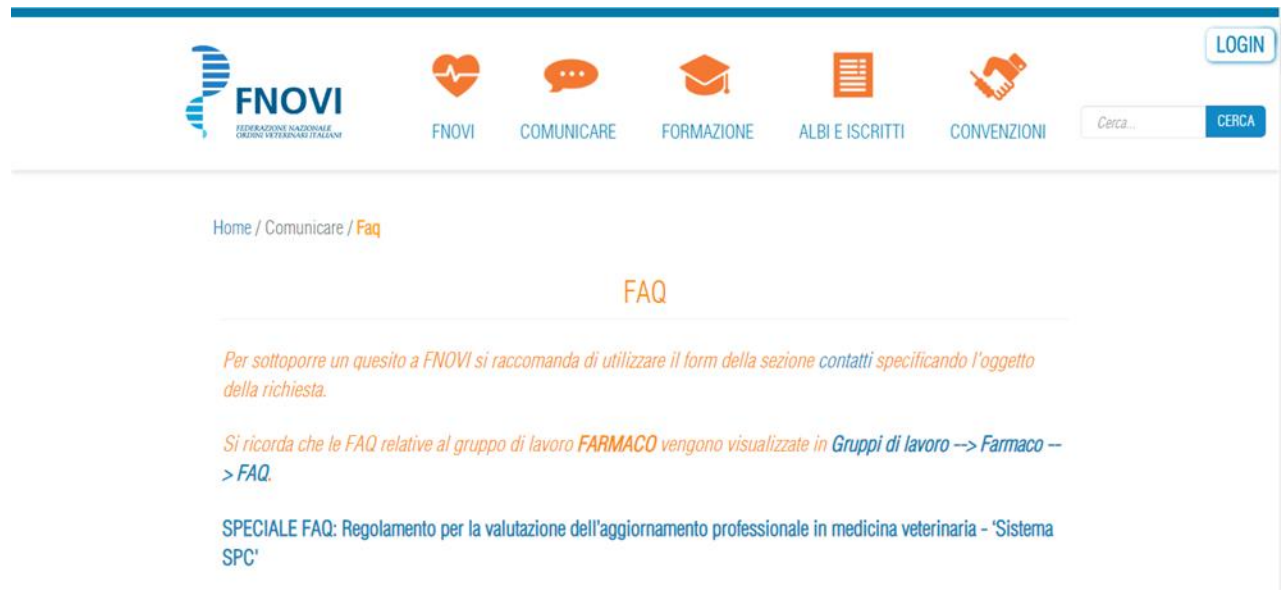 LOGIN
FNOVI
FEDERAZIONE NAZIONALE
ORDINI VETERINARI ITALIANI
FNOVI
COMUNICARE
FORMAZIONE
ALBI E ISCRITTI
CONVENZIONI
Cerca...
CERCA
Home / Comunicare / Faq
FAQ
Per sottoporre un quesito a FNOVI si raccomanda di utilizzare il form della sezione contatti specificando l'oggetto
della richiesta.
Si ricorda che le FAQ relative al gruppo di lavoro FARMACO vengono visualizzate in Gruppi di lavoro --> Farmaco --
> FAQ.
SPECIALE FAQ: Regolamento per la valutazione dell'aggiornamento professionale in medicina veterinaria - 'Sistema
SPC'